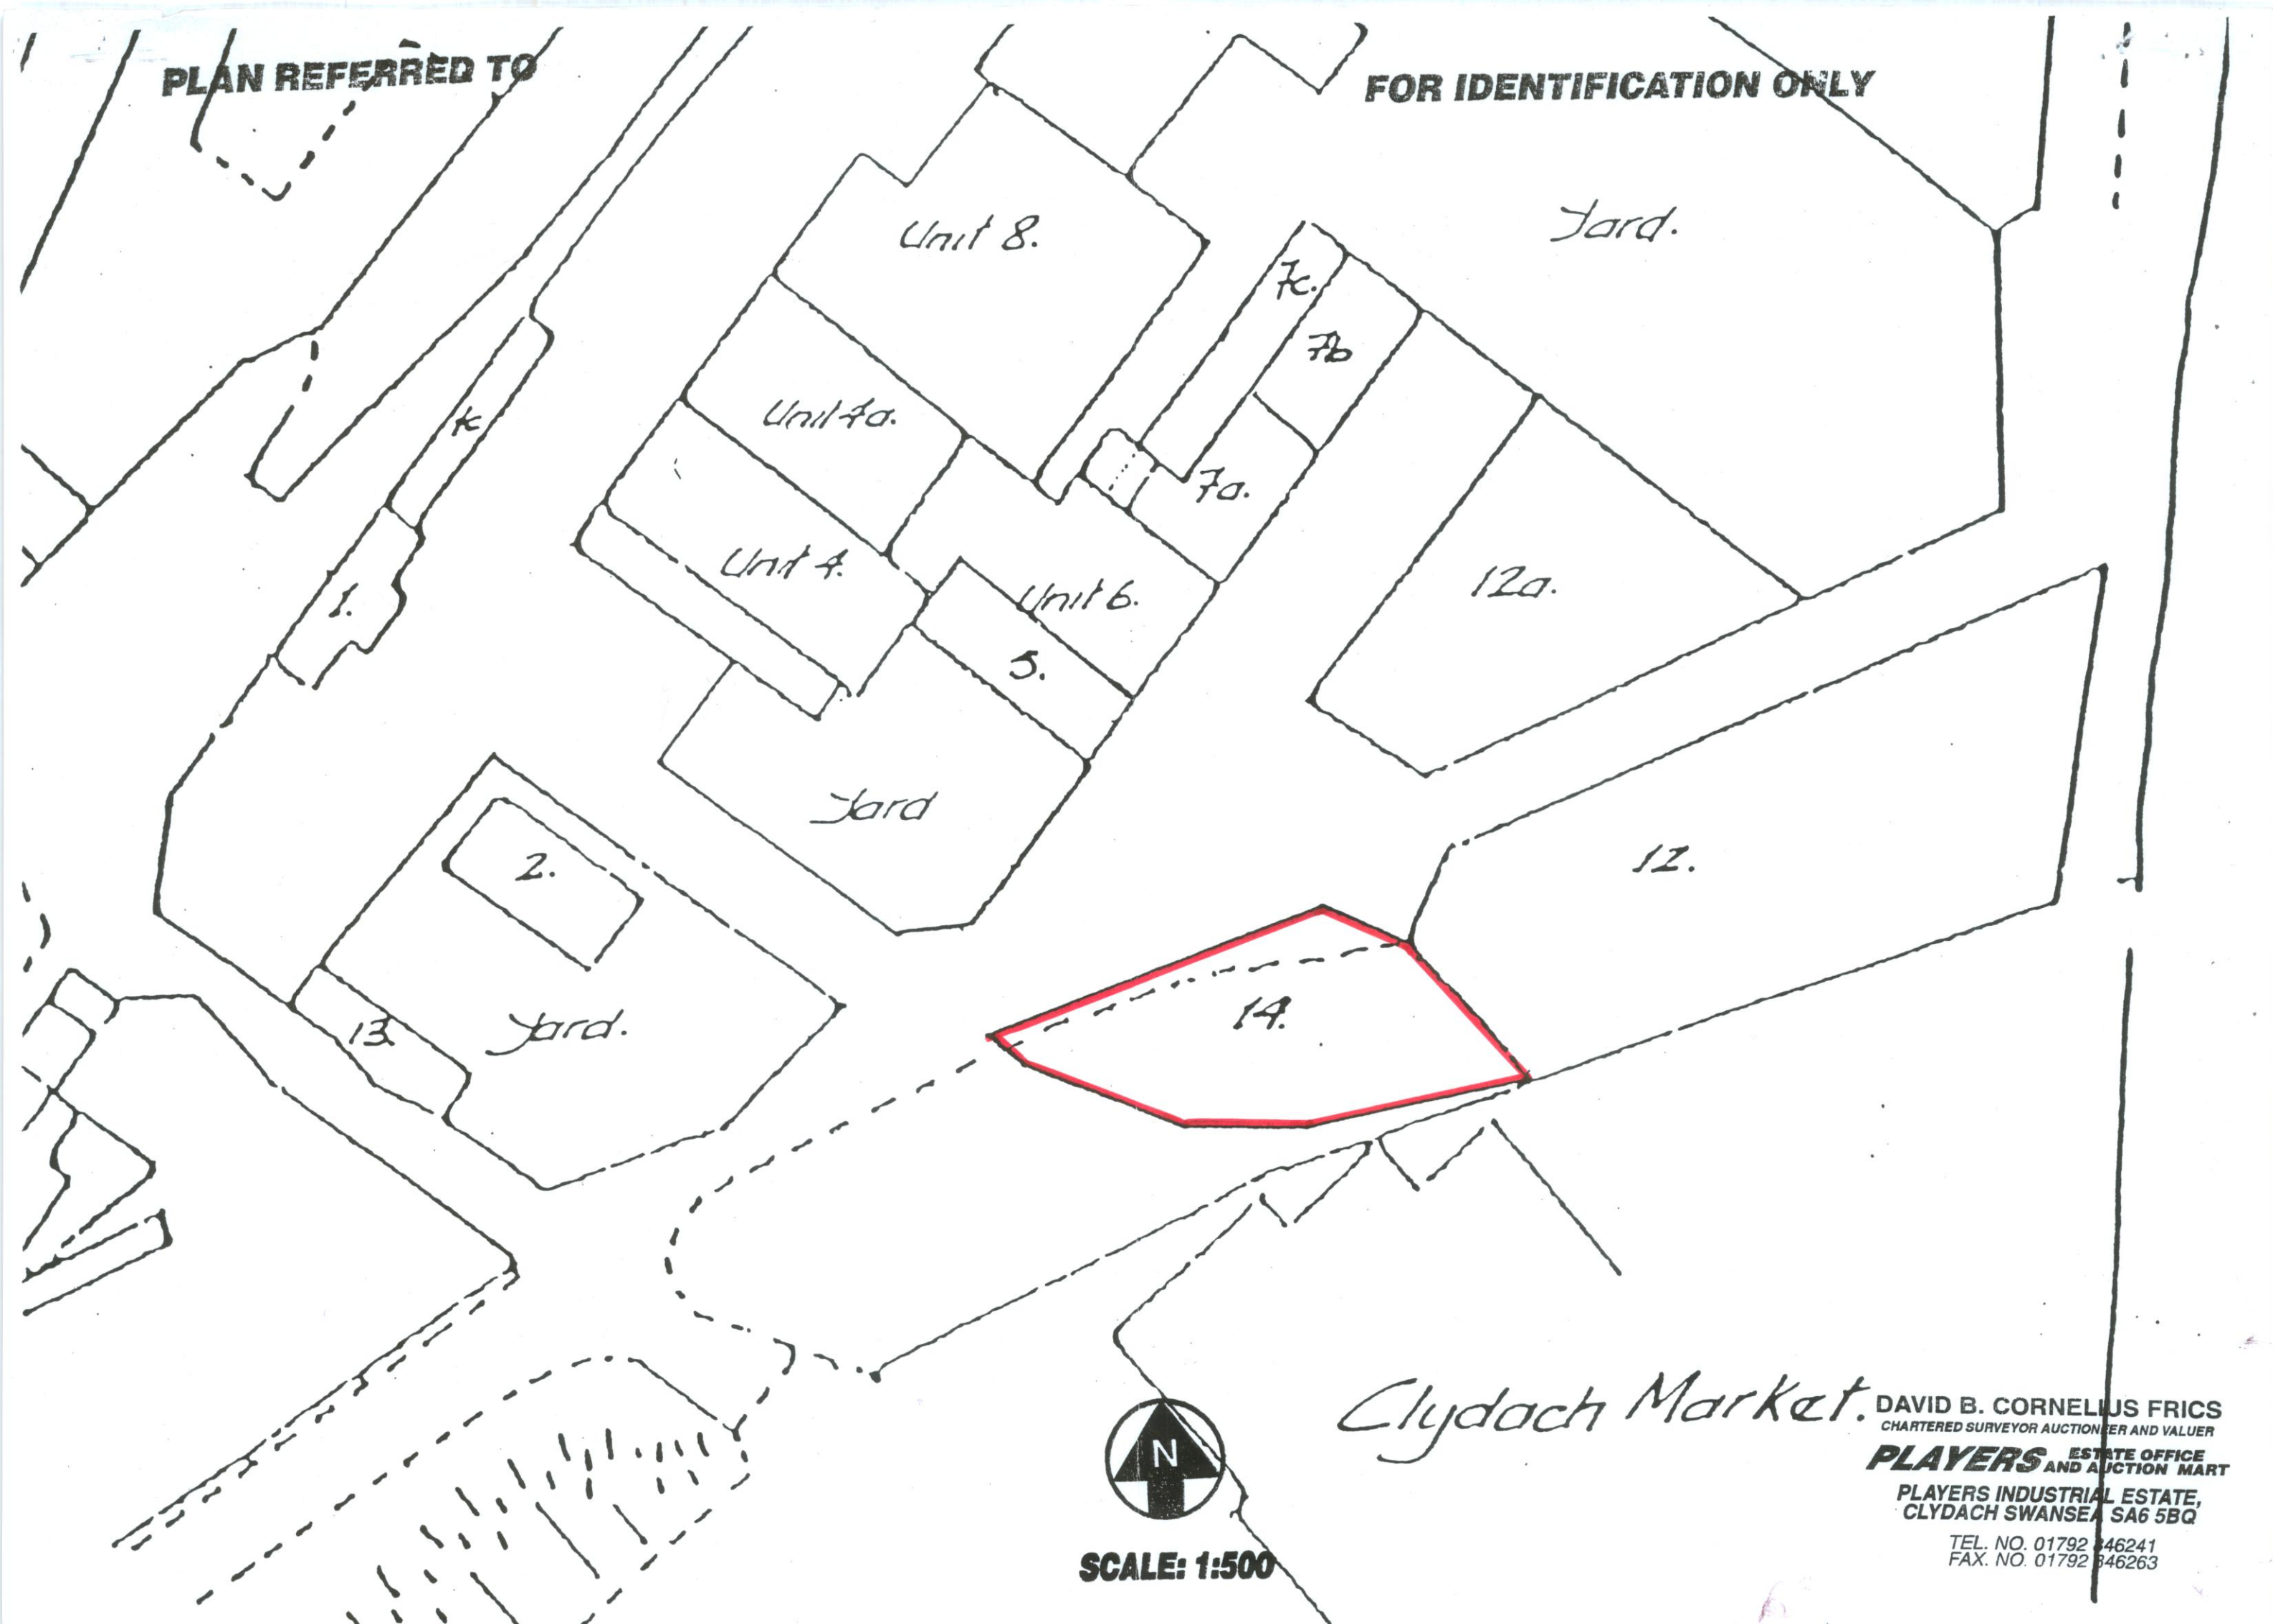 PLAN REFERRED TO
FOR IDENTIFICATION ONLY
Unit 8.
Yard.
7c.
7b
Unit 4a.
7a.
1.
Unit 4.
Unit 6.
12a.
5.
Yard
2.
12.
13.
Yard.
14.
Clydach Market.
N
SCALE: 1:500
DAVID B. CORNELIUS FRICS
CHARTERED SURVEYOR AUCTIONEER AND VALUER
PLAYERS ESTATE OFFICE
AND AUCTION MART
PLAYERS INDUSTRIAL ESTATE,
CLYDACH SWANSEA SA6 5BQ
TEL. NO. 01792 846241
FAX. NO. 01792 846263